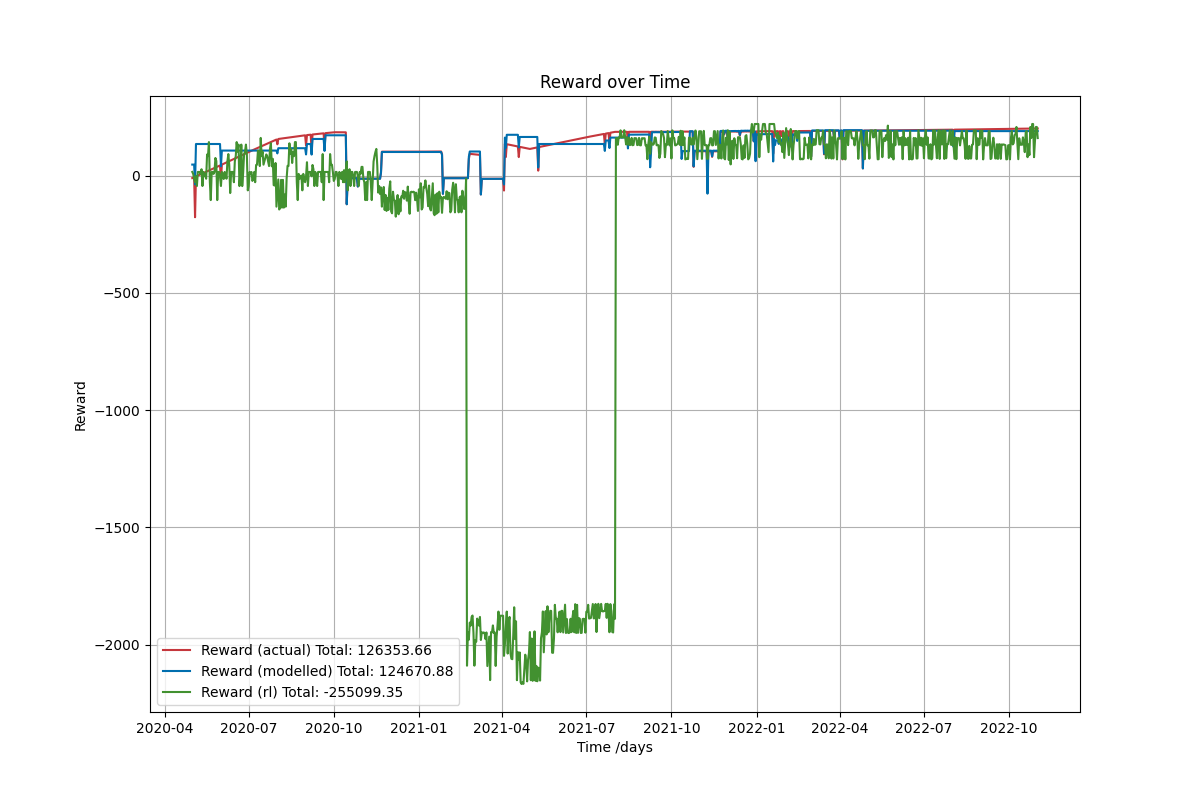 Reward over Time
Reward
0
−500
−1000
−1500
−2000
Reward (actual) Total: 126353.66
Reward (modelled) Total: 124670.88
Reward (rl) Total: -255099.35
2020-04 2020-07 2020-10 2021-01 2021-04 2021-07 2021-10 2022-01 2022-04 2022-07 2022-10
Time /days